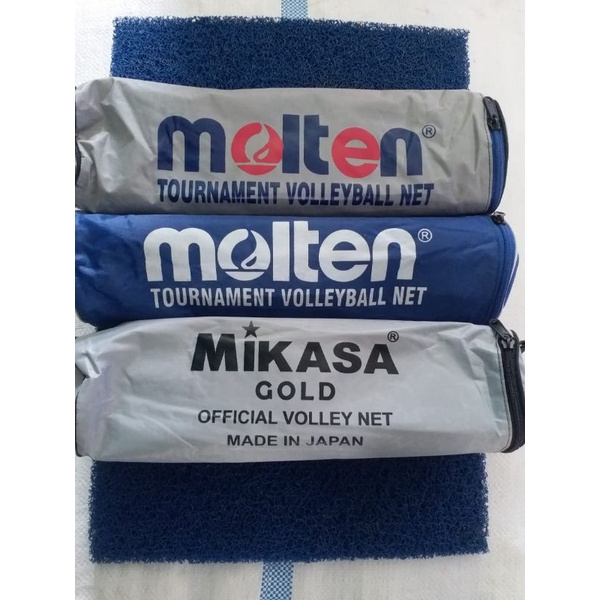 molten®
TOURNAMENT VOLLEYBALL NET
molten®
TOURNAMENT VOLLEYBALL NET
MiKASA®
GOLD
OFFICIAL VOLLEY NET
MADE IN JAPAN